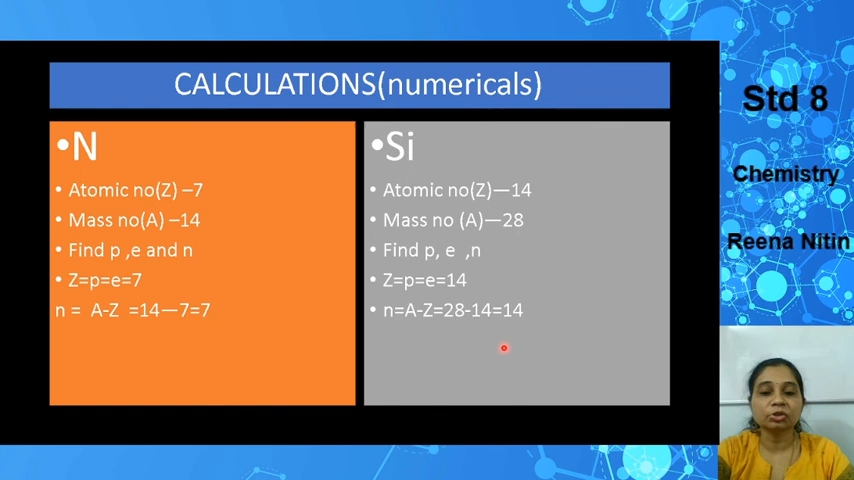 CALCULATIONS(numericals)
•N
• Atomic no(Z) –7
• Mass no(A) –14
• Find p ,e and n
• Z=p=e=7
n = A-Z =14—7=7
•Si
• Atomic no(Z)—14
• Mass no (A)—28
• Find p, e ,n
• Z=p=e=14
• n=A-Z=28-14=14
Std 8
Chemistry
Reena Nitin